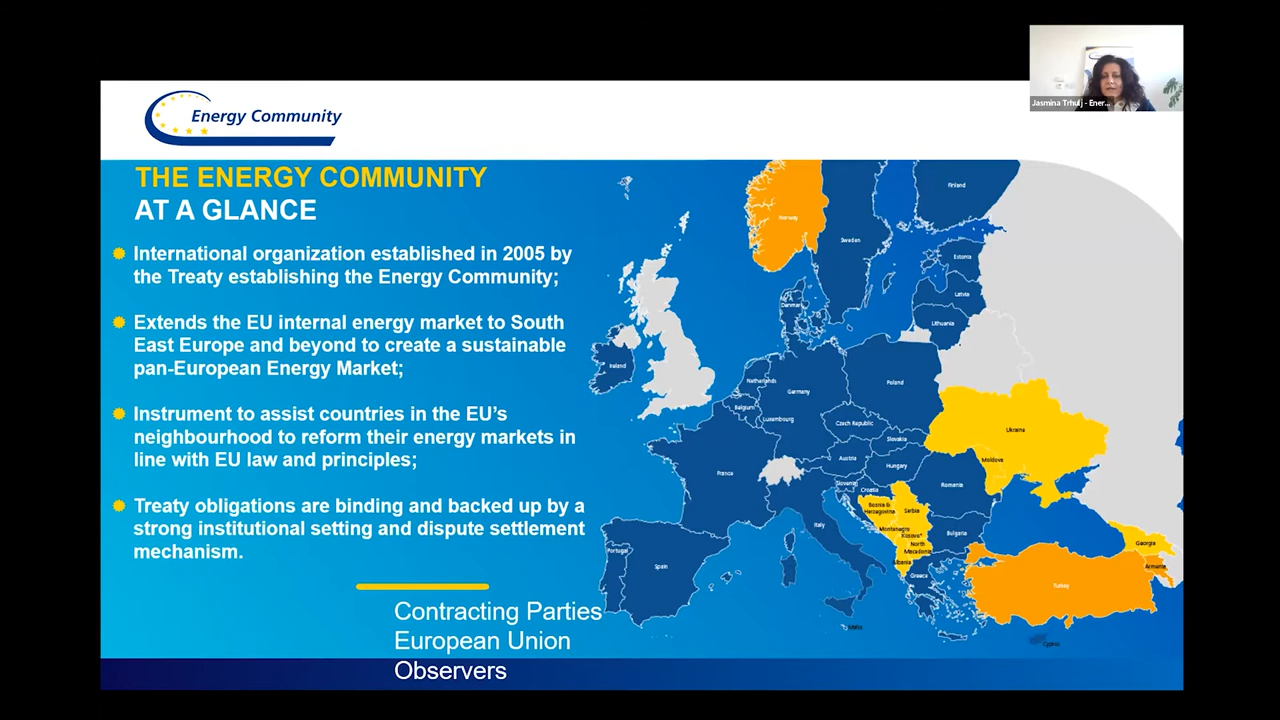 Jasmina Trhulj - Ener...
Energy Community
THE ENERGY COMMUNITY
AT A GLANCE
International organization established in 2005 by
the Treaty establishing the Energy Community;
Extends the EU internal energy market to South
East Europe and beyond to create a sustainable
pan-European Energy Market;
Instrument to assist countries in the EU's
neighbourhood to reform their energy markets in
line with EU law and principles;
Treaty obligations are binding and backed up by a
strong institutional setting and dispute settlement
mechanism.
Contracting Parties
European Union
Observers
Finland
Norway
Sweden
Estonia
Latvia
Denmark
Lithuania
Ireland
Netherlands
Poland
Germany
Belgium
Luxembourg
Czech Republic
Ukraine
Slovakia
Austria
Moldova
Hungary
France
Slovenia
Romania
Croatia
Bosnia &
Herzegovina
Serbia
Italy
Montenegro
Bulgaria
Kosovo*
Georgia
North
Macedonia
Portugal
Albania
Spain
Armenia
Greece
Turkey
Malta
Cyprus